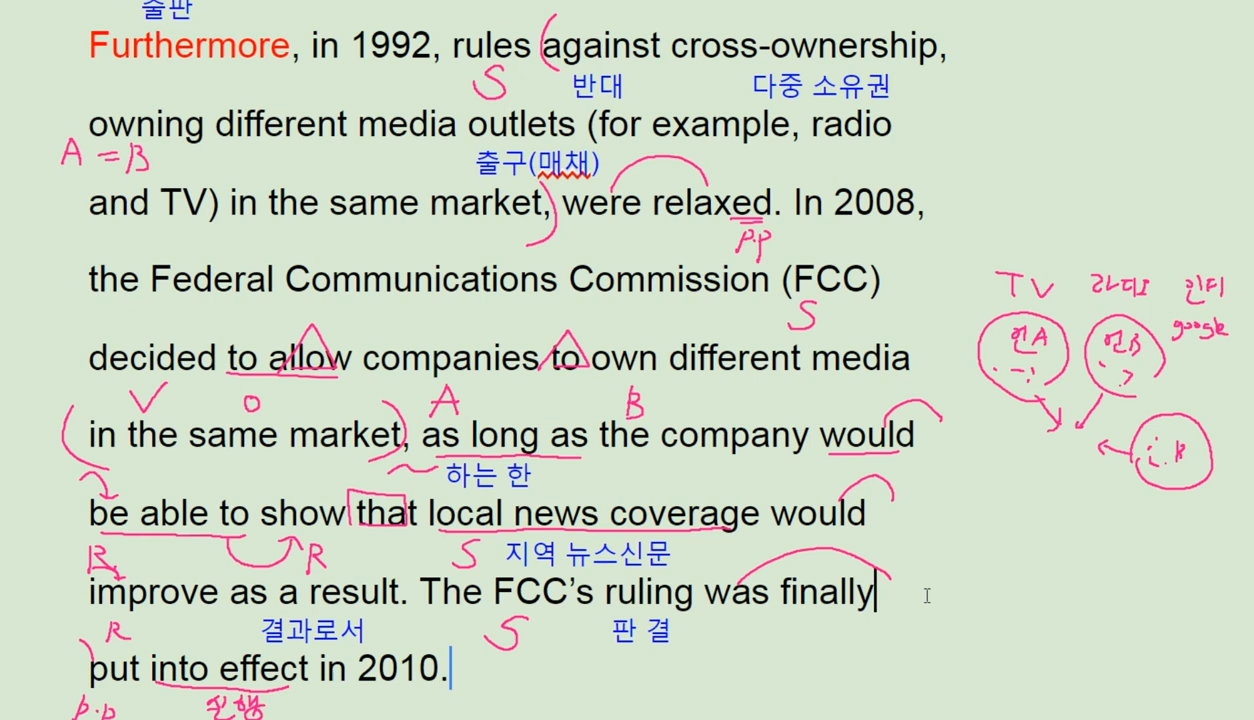 출판
Furthermore, in 1992, rules (against cross-ownership,
S 반대 다중 소유권
owning different media outlets (for example, radio
A = B 출구(매채)
and TV) in the same market,) were relaxed. In 2008,
p.p
the Federal Communications Commission (FCC)
S
TV 라디오 인터
google
decided to allow companies to own different media
언A 언B
V O A B
(in the same market), as long as the company would
하는 한
be able to show that local news coverage would
R R S 지역 뉴스신문
improve as a result. The FCC's ruling was finally
R 결과로서 S 판 결
put into effect in 2010.
p.p 실행